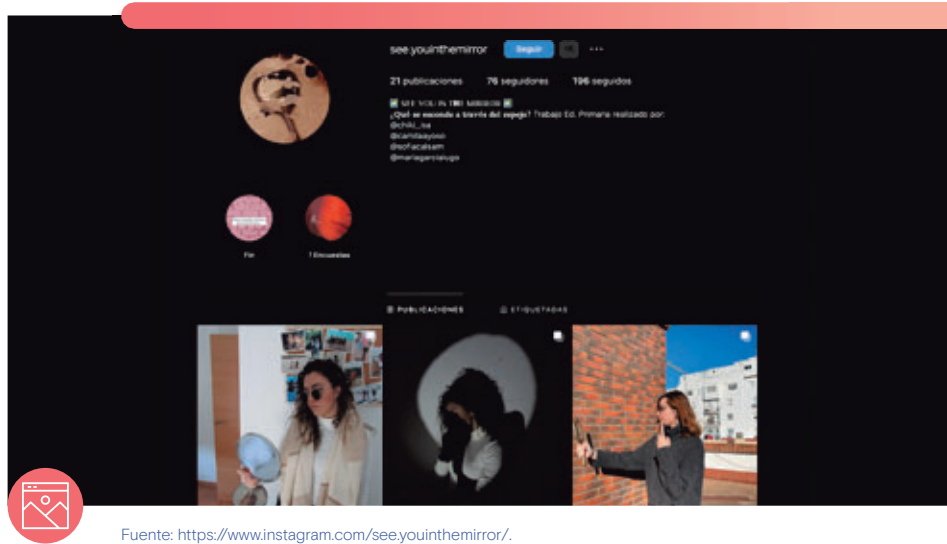 see.youinthemirror Seguir ...
21 publicaciones 76 seguidores 196 seguidos
SEE YOU IN THE MIRROR
¿Qué se esconde a través del espejo? Trabajo Ed. Primaria realizado por:
@chiki_isa
@camilaayoso
@sofiacalsam
@mariagarcialugo
Fin
? Encuestas
PUBLICACIONES ETIQUETADAS
Fuente: https://www.instagram.com/see.youinthemirror/.